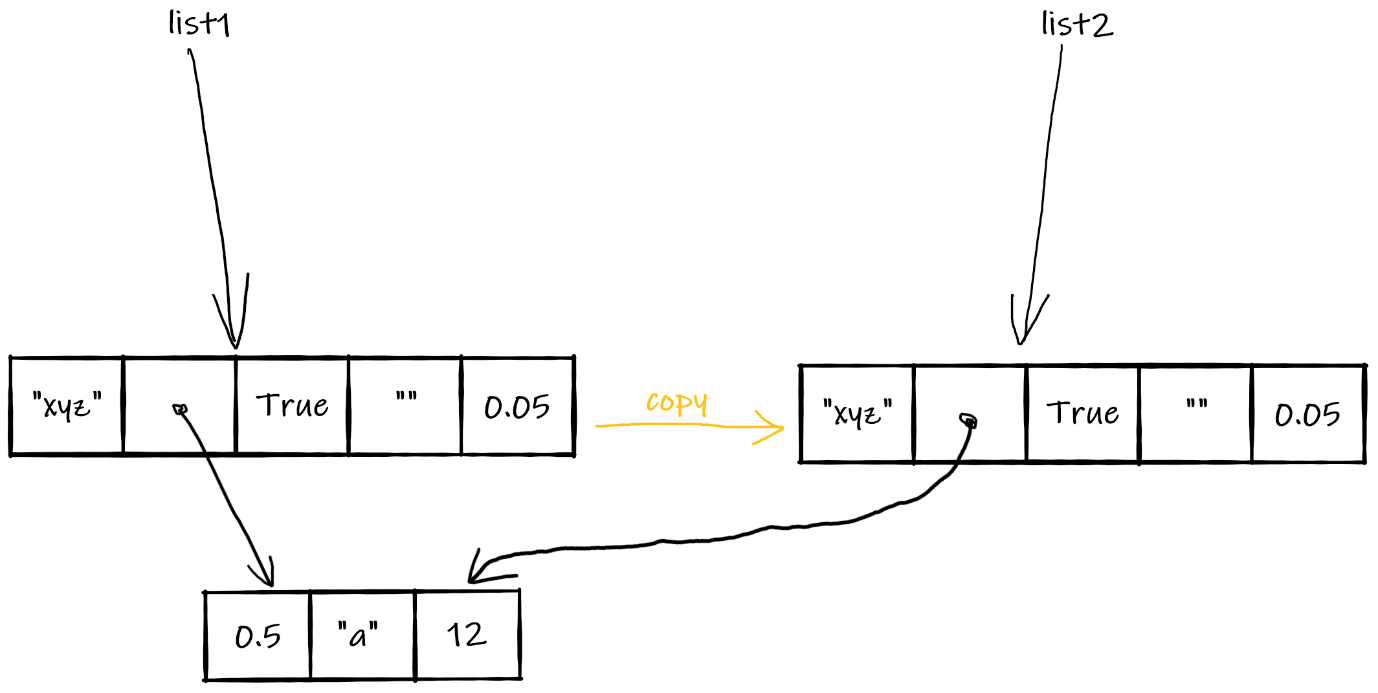 list1
list2
"xyz" True "" 0.05
copy
"xyz" True "" 0.05
0.5 "a" 12